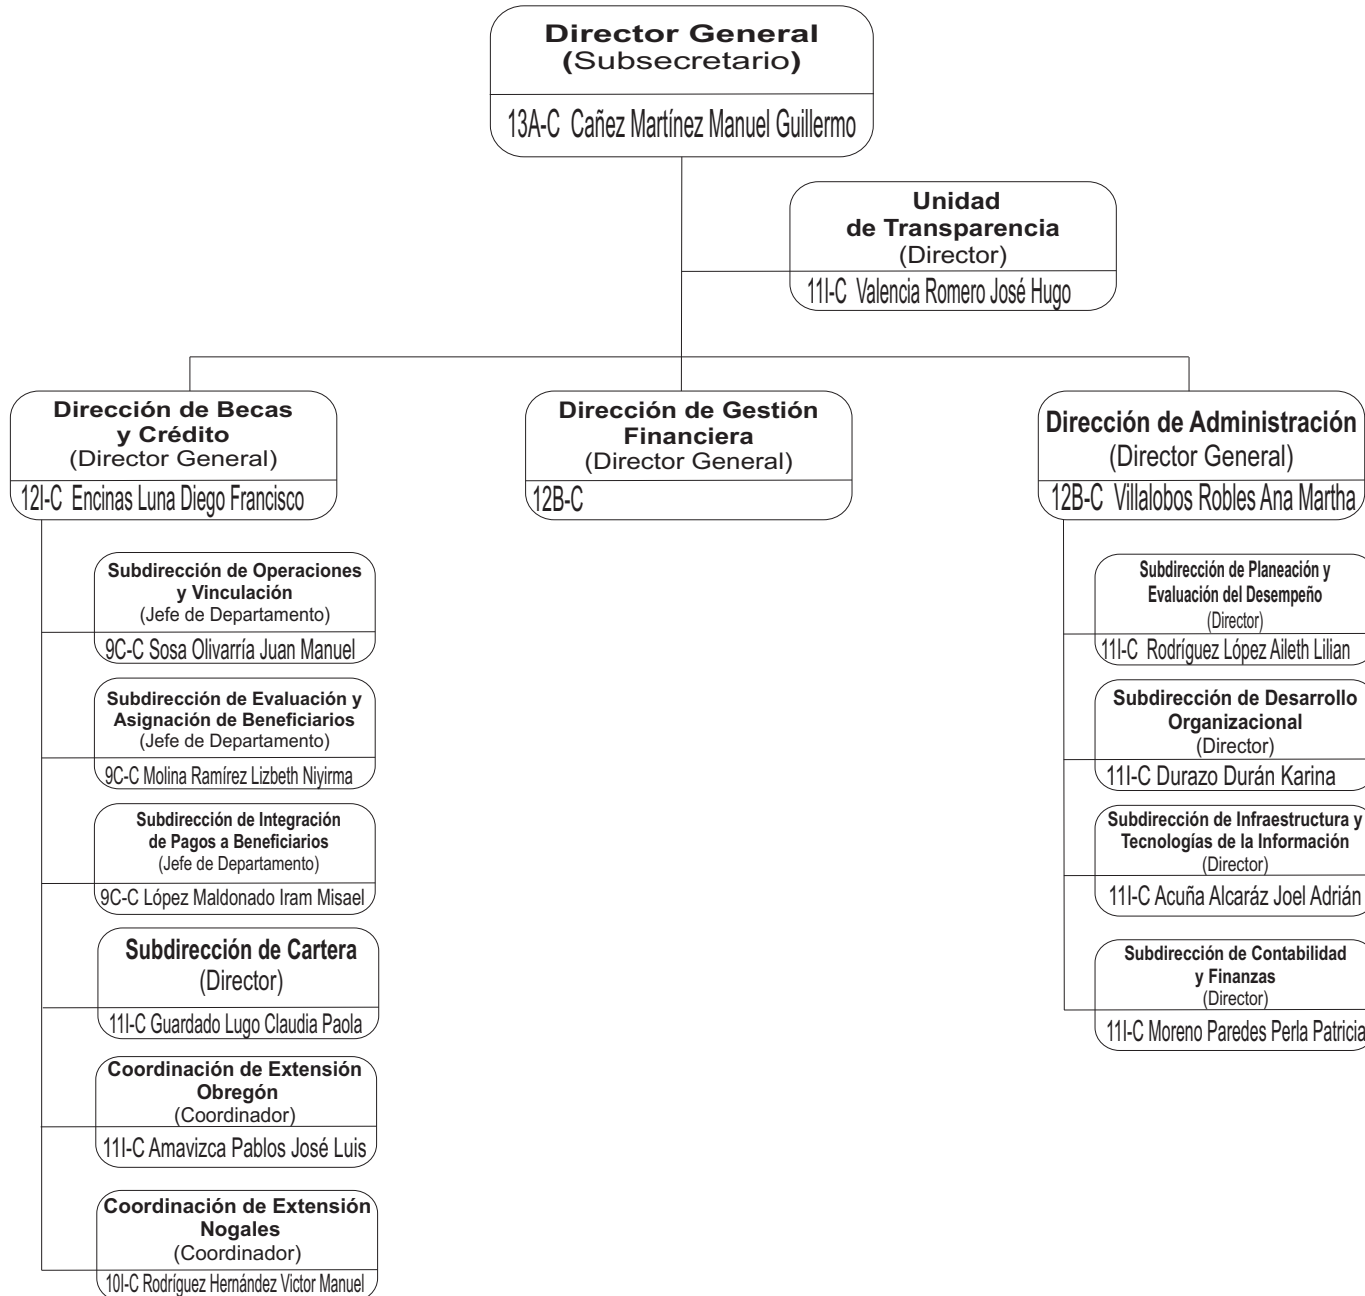 Director General
(Subsecretario)
13A-C Cañez Martínez Manuel Guillermo
Unidad
de Transparencia
(Director)
11I-C Valencia Romero José Hugo
Dirección de Becas
y Crédito
(Director General)
12I-C Encinas Luna Diego Francisco
Dirección de Gestión
Financiera
(Director General)
12B-C
Dirección de Administración
(Director General)
12B-C Villalobos Robles Ana Martha
Subdirección de Operaciones
y Vinculación
(Jefe de Departamento)
9C-C Sosa Olivarría Juan Manuel
Subdirección de Evaluación y
Asignación de Beneficiarios
(Jefe de Departamento)
9C-C Molina Ramírez Lizbeth Niyirma
Subdirección de Integración
de Pagos a Beneficiarios
(Jefe de Departamento)
9C-C López Maldonado Iram Misael
Subdirección de Cartera
(Director)
11I-C Guardado Lugo Claudia Paola
Coordinación de Extensión
Obregón
(Coordinador)
11I-C Amavizca Pablos José Luis
Coordinación de Extensión
Nogales
(Coordinador)
10I-C Rodríguez Hernández Victor Manuel
Subdirección de Planeación y
Evaluación del Desempeño
(Director)
11I-C Rodríguez López Aileth Lilian
Subdirección de Desarrollo
Organizacional
(Director)
11I-C Durazo Durán Karina
Subdirección de Infraestructura y
Tecnologías de la Información
(Director)
11I-C Acuña Alcaráz Joel Adrián
Subdirección de Contabilidad
y Finanzas
(Director)
11I-C Moreno Paredes Perla Patricia